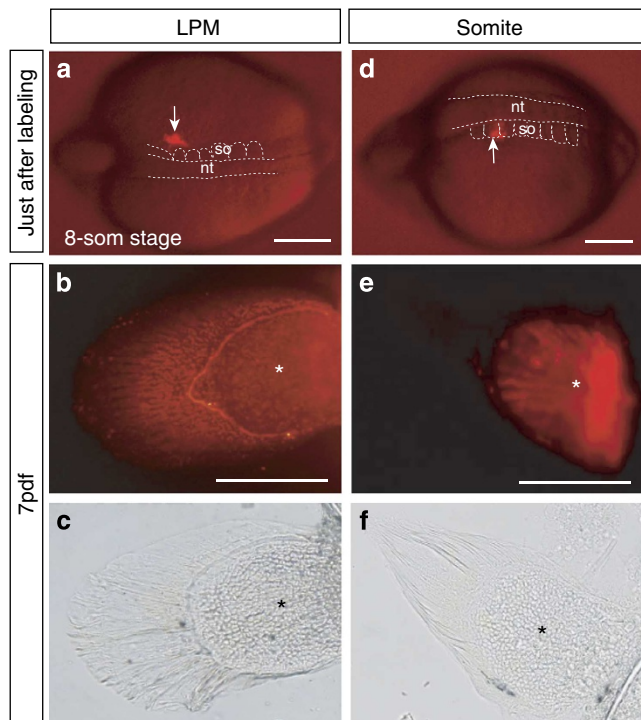 LPM
Somite
Just after labeling
a
so
nt
8-som stage
d
nt
so
7pdf
b
*
e
*
c
*
f
*